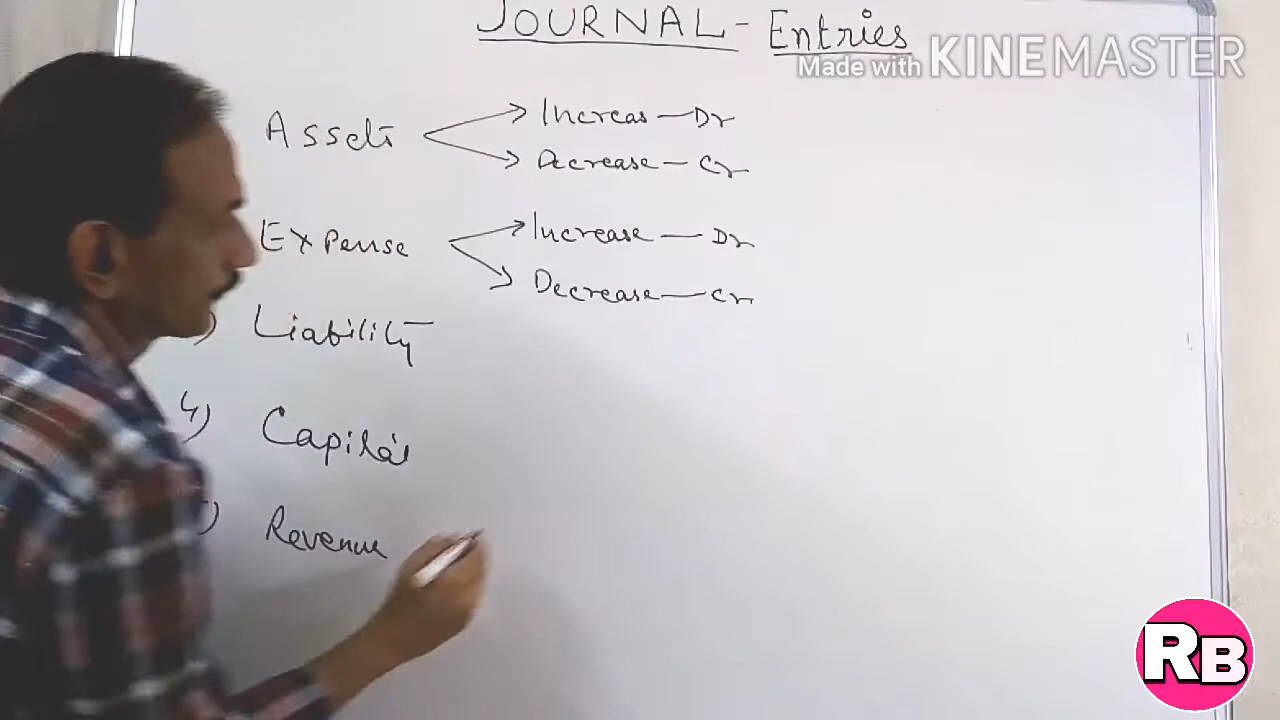 JOURNAL - Entries
Made with KINEMASTER
Assets
Increas - Dr
Decrease - Cr
Expense
Increase - Dr
Decrease - Cr
) Liability
4) Capital
) Revenue
RB